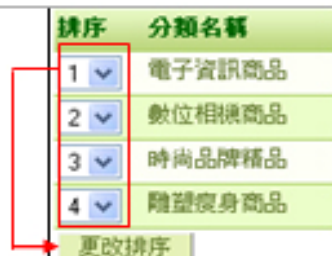 排序 分類名稱
1 電子資訊商品
2 數位相機商品
3 時尚品牌精品
4 雕塑瘦身商品
更改排序